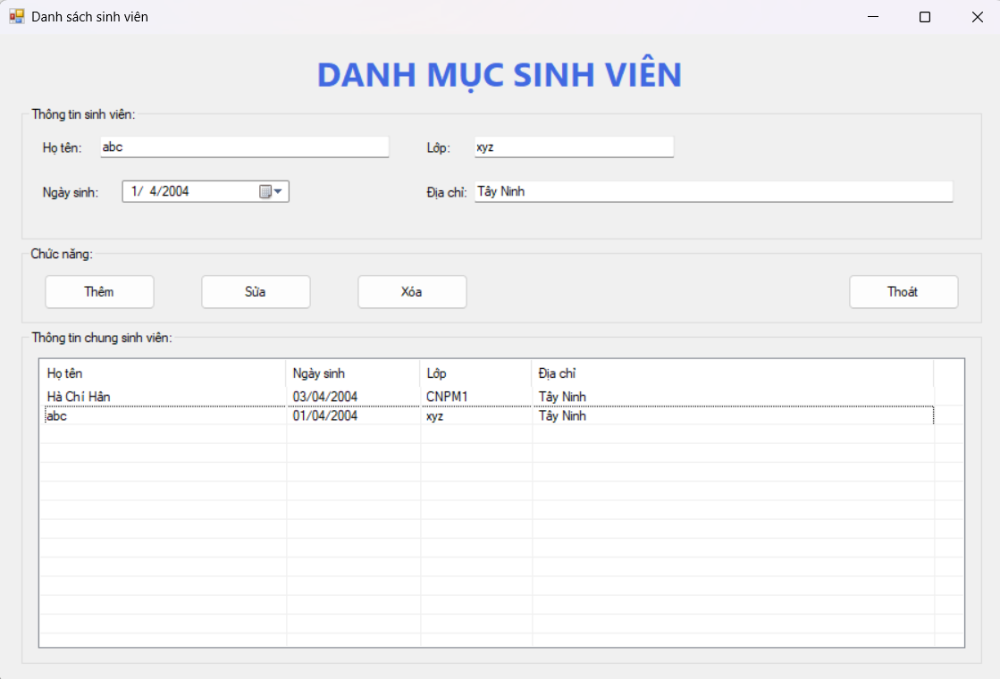 Danh sách sinh viên
DANH MỤC SINH VIÊN
Thông tin sinh viên:
Họ tên: abc Lớp: xyz
Ngày sinh: 1/ 4/2004 Địa chỉ: Tây Ninh
Chức năng:
Thêm Sửa Xóa Thoát
Thông tin chung sinh viên:
Họ tên Ngày sinh Lớp Địa chỉ
Hà Chí Hân 03/04/2004 CNPM1 Tây Ninh
abc 01/04/2004 xyz Tây Ninh